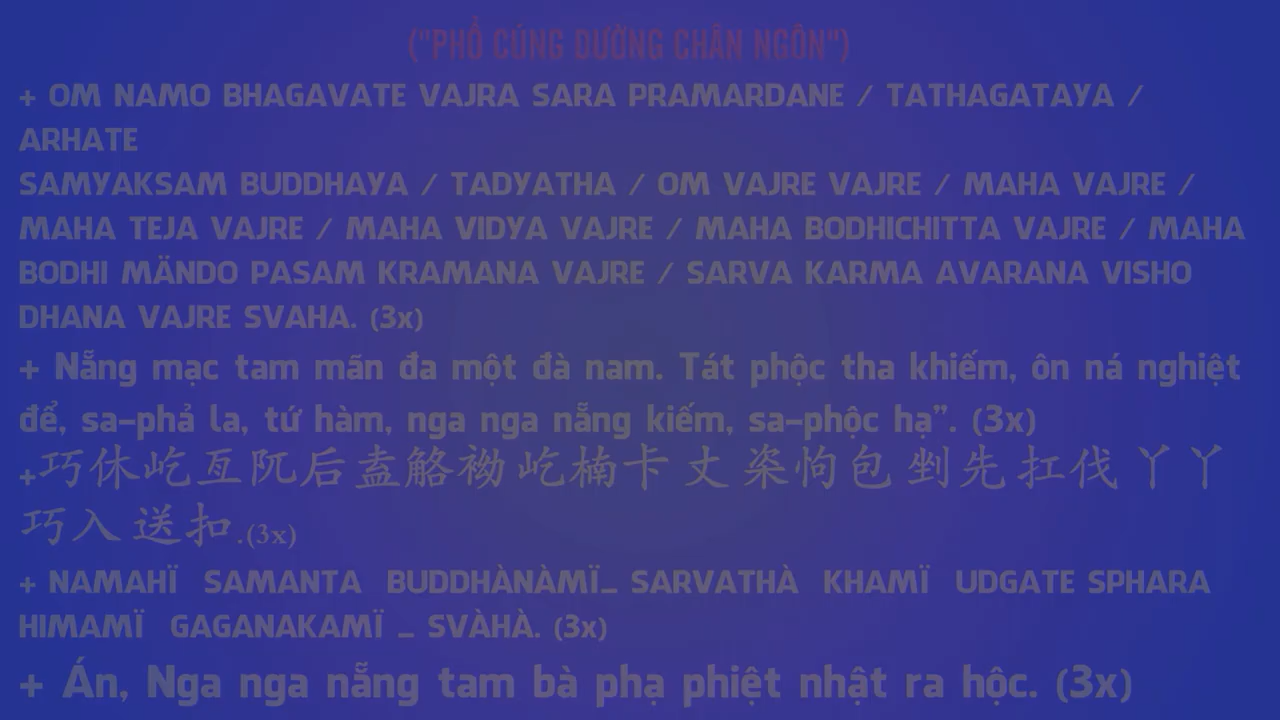 ("PHỔ CÚNG DƯỜNG CHÂN NGÔN")
+ OM NAMO BHAGAVATE VAJRA SARA PRAMARDANE / TATHAGATAYA /
ARHATE
SAMYAKSAM BUDDHAYA / TADYATHA / OM VAJRE VAJRE / MAHA VAJRE /
MAHA TEJA VAJRE / MAHA VIDYA VAJRE / MAHA BODHICHITTA VAJRE / MAHA
BODHI MÄNDO PASAM KRAMANA VAJRE / SARVA KARMA AVARANA VISHO
DHANA VAJRE SVAHA. (3x)
+ Nẵng mạc tam mãn đa một đà nam. Tát phộc tha khiếm, ôn ná nghiệt
để, sa-phả la, tứ hàm, nga nga nẵng kiếm, sa-phộc hạ”. (3x)
+巧休屹亙阢后盍觡袎屹楠卡 丈 桼怐包 剉先 扛伐 丫丫
巧入 送扣.(3x)
+ NAMAHÏ SAMANTA BUDDHÀNÀMÏ_ SARVATHÀ KHAMÏ UDGATE SPHARA
HIMAMÏ GAGANAKAMÏ _ SVÀHÀ. (3x)
+ Án, Nga nga nẵng tam bà phạ phiệt nhật ra hộc. (3x)